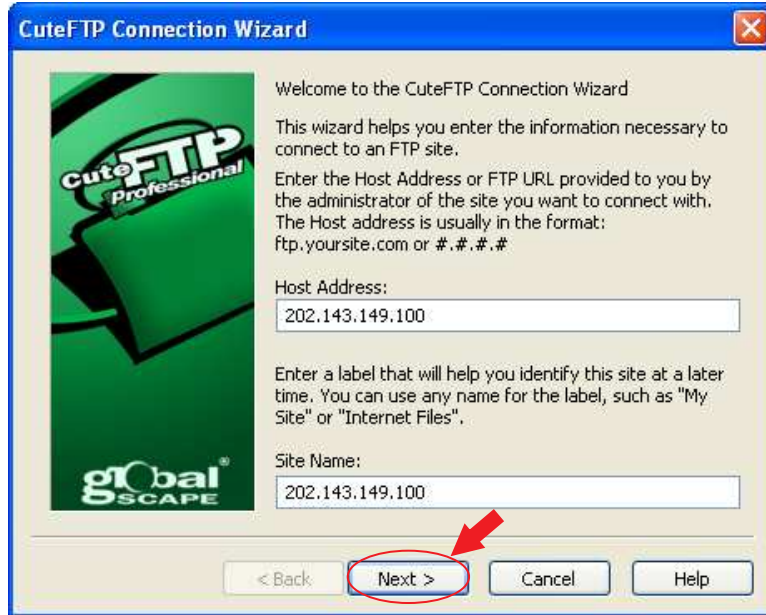 CuteFTP Connection Wizard
Welcome to the CuteFTP Connection Wizard
This wizard helps you enter the information necessary to
connect to an FTP site.
Enter the Host Address or FTP URL provided to you by
the administrator of the site you want to connect with.
The Host address is usually in the format:
ftp.yoursite.com or #.#.#.#
Host Address:
202.143.149.100
Enter a label that will help you identify this site at a later
time. You can use any name for the label, such as "My
Site" or "Internet Files".
Site Name:
202.143.149.100
cuteFTP
Professional
globalSCAPE®
< Back
Next >
Cancel
Help